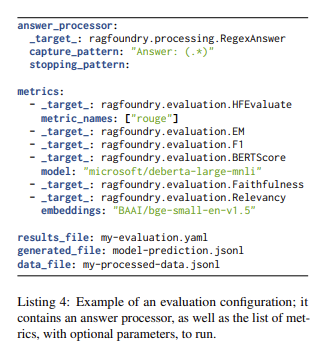 answer_processor:
  _target_: ragfoundry.processing.RegexAnswer
  capture_pattern: "Answer: (.*)"
  stopping_pattern:

metrics:
  - _target_: ragfoundry.evaluation.HFEvaluate
    metric_names: ["rouge"]
  - _target_: ragfoundry.evaluation.EM
  - _target_: ragfoundry.evaluation.F1
  - _target_: ragfoundry.evaluation.BERTScore
    model: "microsoft/deberta-large-mnli"
  - _target_: ragfoundry.evaluation.Faithfulness
  - _target_: ragfoundry.evaluation.Relevancy
    embeddings: "BAAI/bge-small-en-v1.5"

results_file: my-evaluation.yaml
generated_file: model-prediction.jsonl
data_file: my-processed-data.jsonl

Listing 4: Example of an evaluation configuration; it
contains an answer processor, as well as the list of met-
rics, with optional parameters, to run.